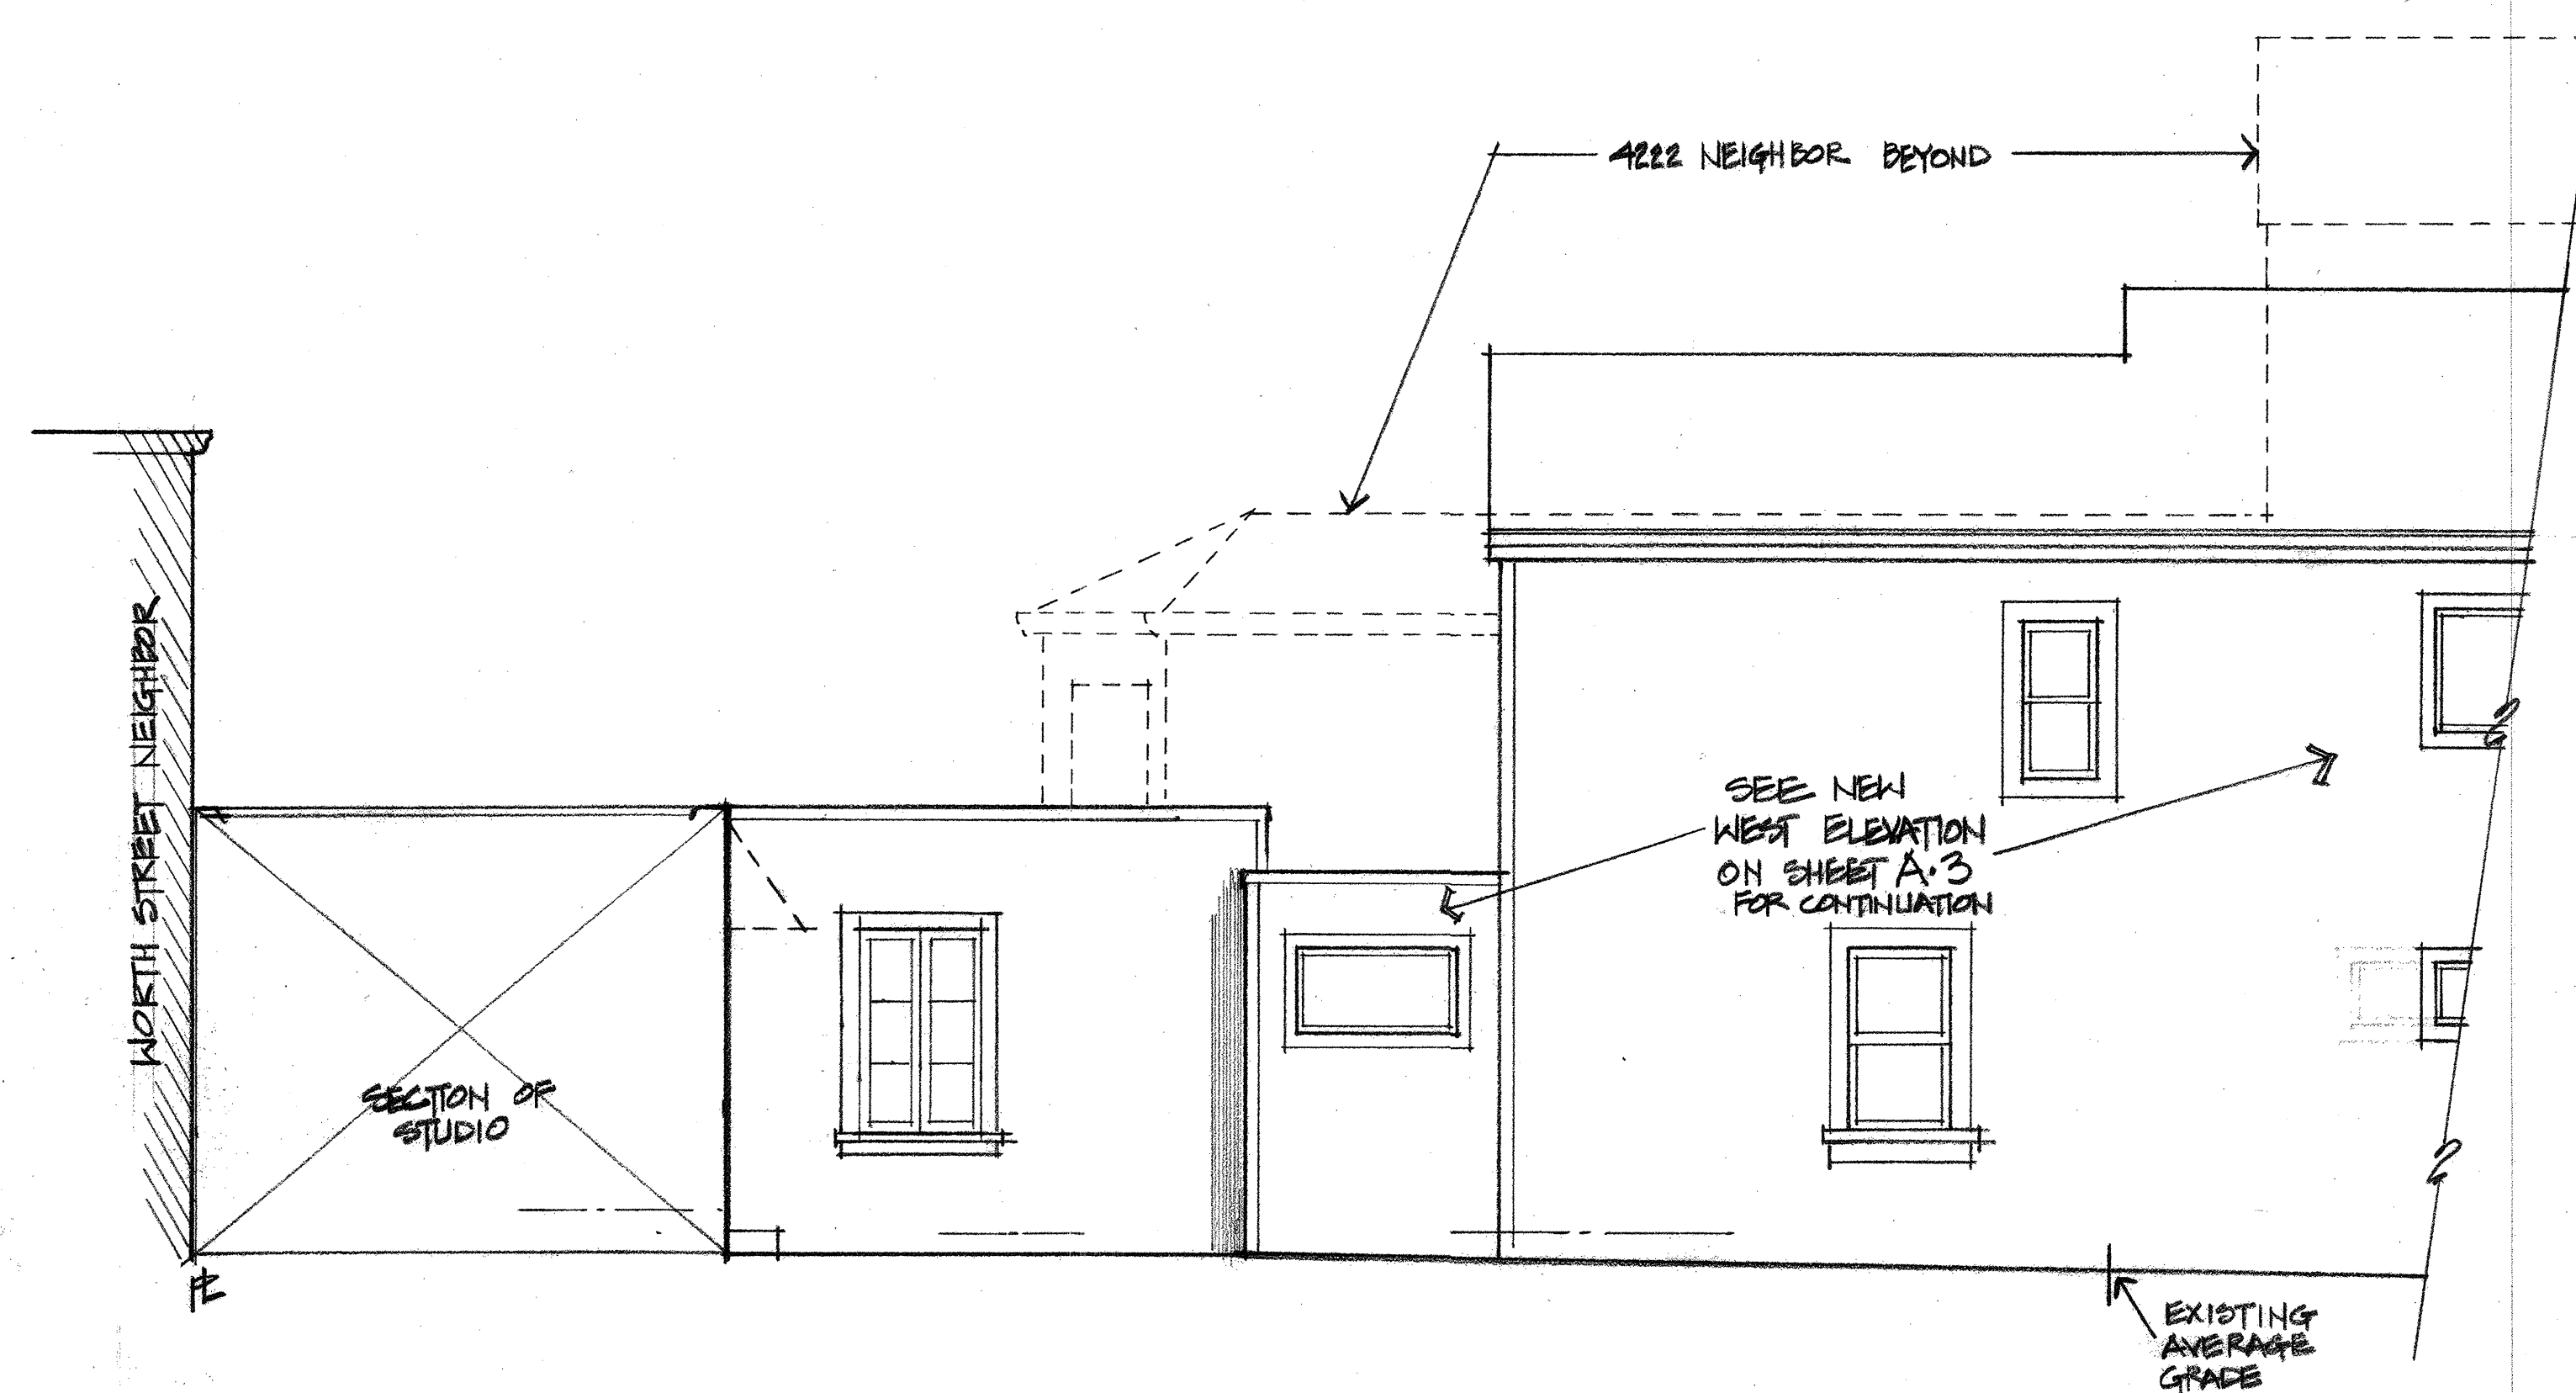 4222 NEIGHBOR BEYOND
WORTH STREET NEIGHBOR
SEE NEW
WEST ELEVATION
ON SHEET A.3
FOR CONTINUATION
SECTION OF
STUDIO
PL
EXISTING
AVERAGE
GRADE